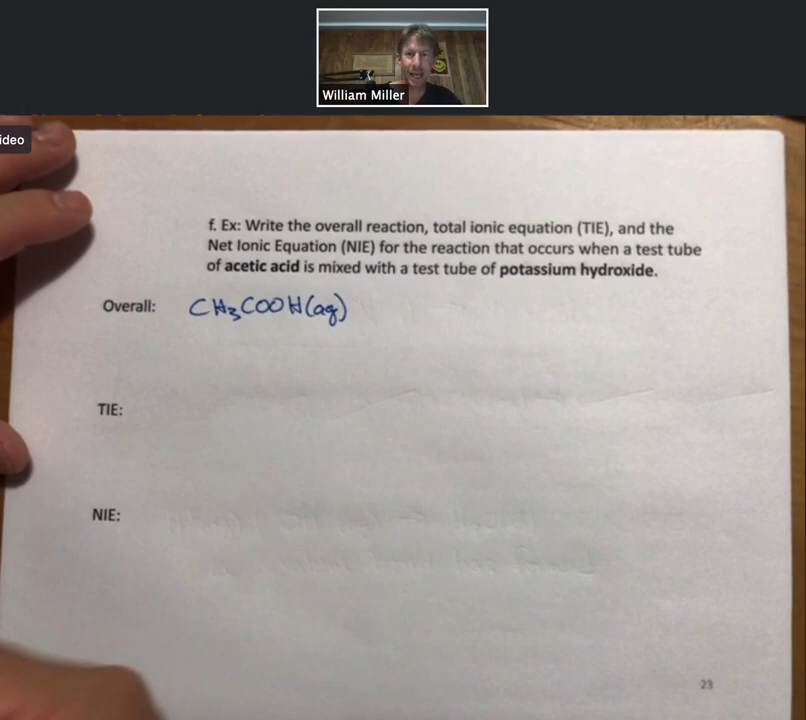 William Miller
ideo
f. Ex: Write the overall reaction, total ionic equation (TIE), and the
Net Ionic Equation (NIE) for the reaction that occurs when a test tube
of acetic acid is mixed with a test tube of potassium hydroxide.
Overall: CH₃COOH(aq)
TIE:
NIE:
23